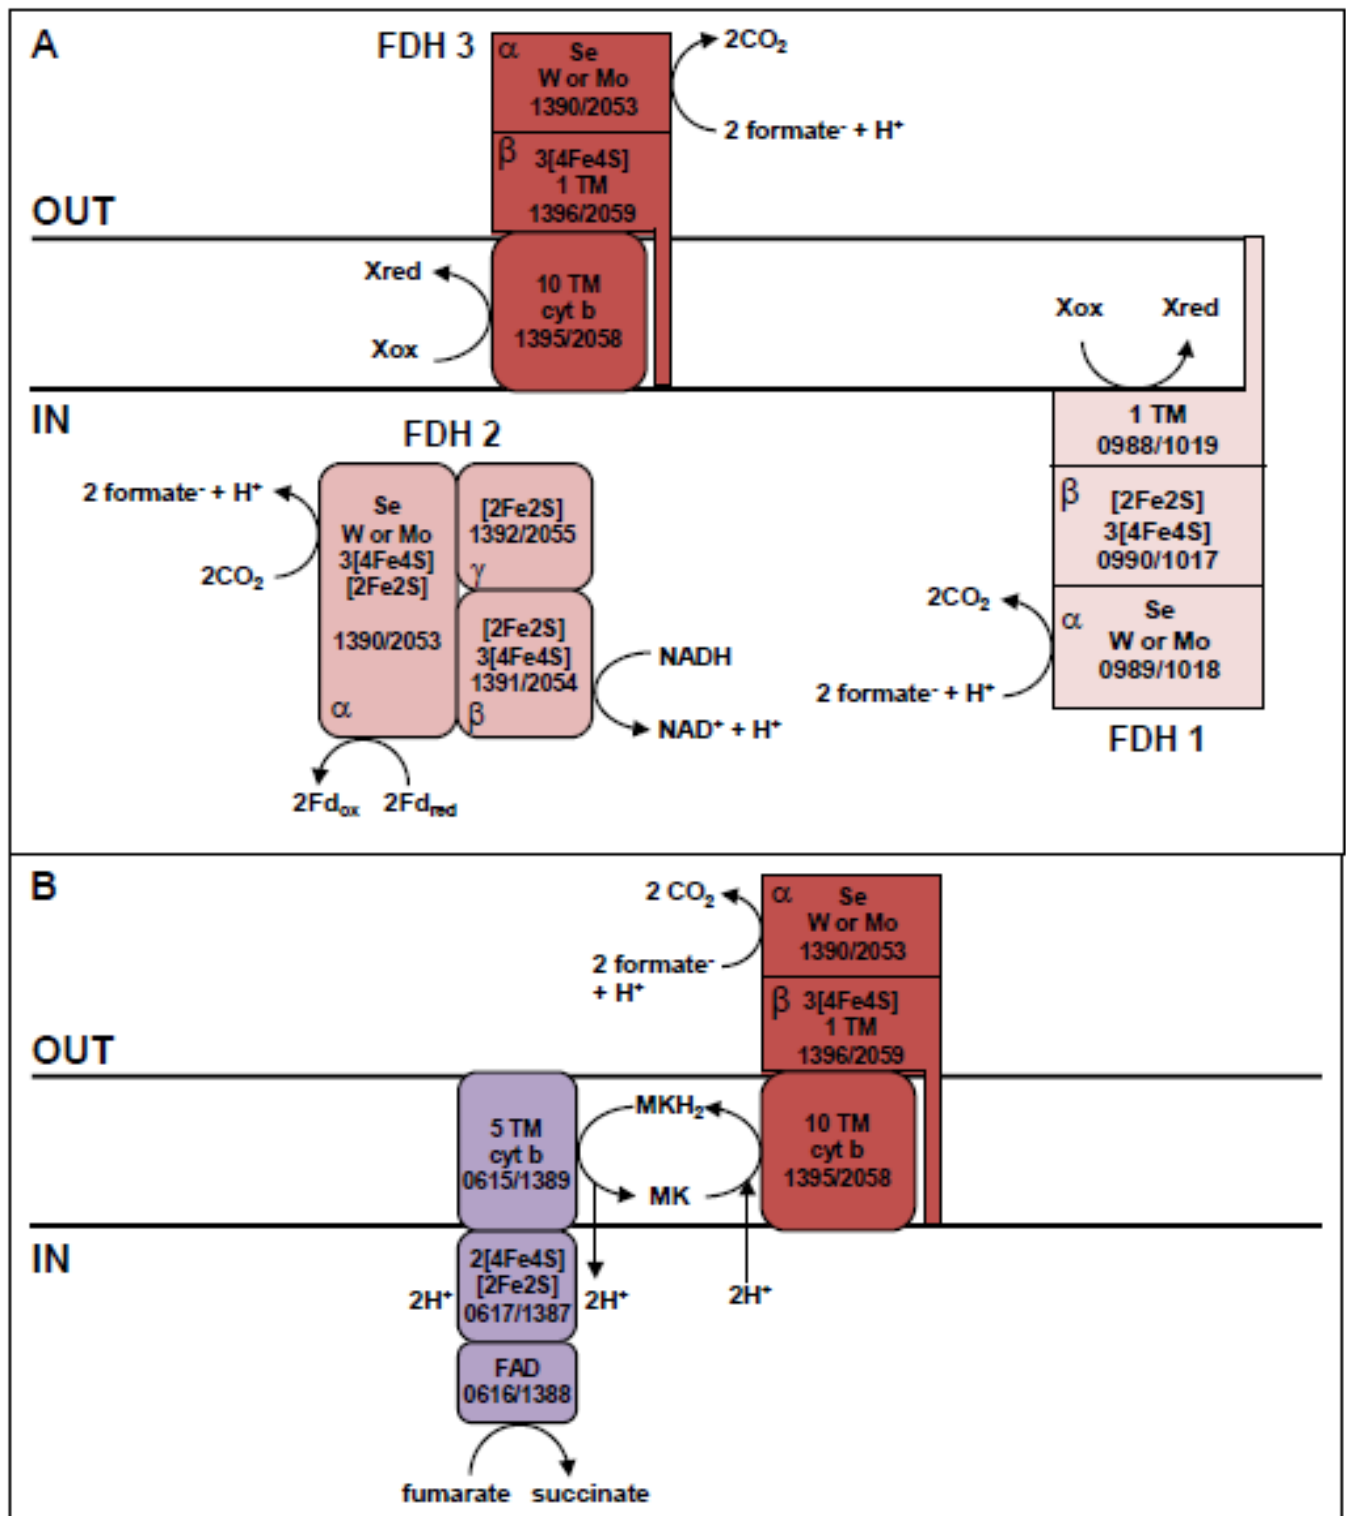 A
FDH 3
α
Se
W or Mo
1390/2053
β
3[4Fe4S]
1 TM
1396/2059
2CO₂
2 formate⁻ + H⁺
OUT
Xred
Xox
10 TM
cyt b
1395/2058
Xox
Xred
IN
FDH 2
2 formate⁻ + H⁺
2CO₂
Se
W or Mo
3[4Fe4S]
[2Fe2S]
1390/2053
α
[2Fe2S]
1392/2055
γ
[2Fe2S]
3[4Fe4S]
1391/2054
β
NADH
NAD⁺ + H⁺
2Fdox
2Fdred
1 TM
0988/1019
β
[2Fe2S]
3[4Fe4S]
0990/1017
2CO₂
2 formate⁻ + H⁺
α
Se
W or Mo
0989/1018
FDH 1
B
2 CO₂
2 formate⁻
+ H⁺
α
Se
W or Mo
1390/2053
β
3[4Fe4S]
1 TM
1396/2059
OUT
5 TM
cyt b
0615/1389
MKH₂
MK
10 TM
cyt b
1395/2058
IN
2H⁺
2[4Fe4S]
[2Fe2S]
0617/1387
2H⁺
2H⁺
FAD
0616/1388
fumarate
succinate